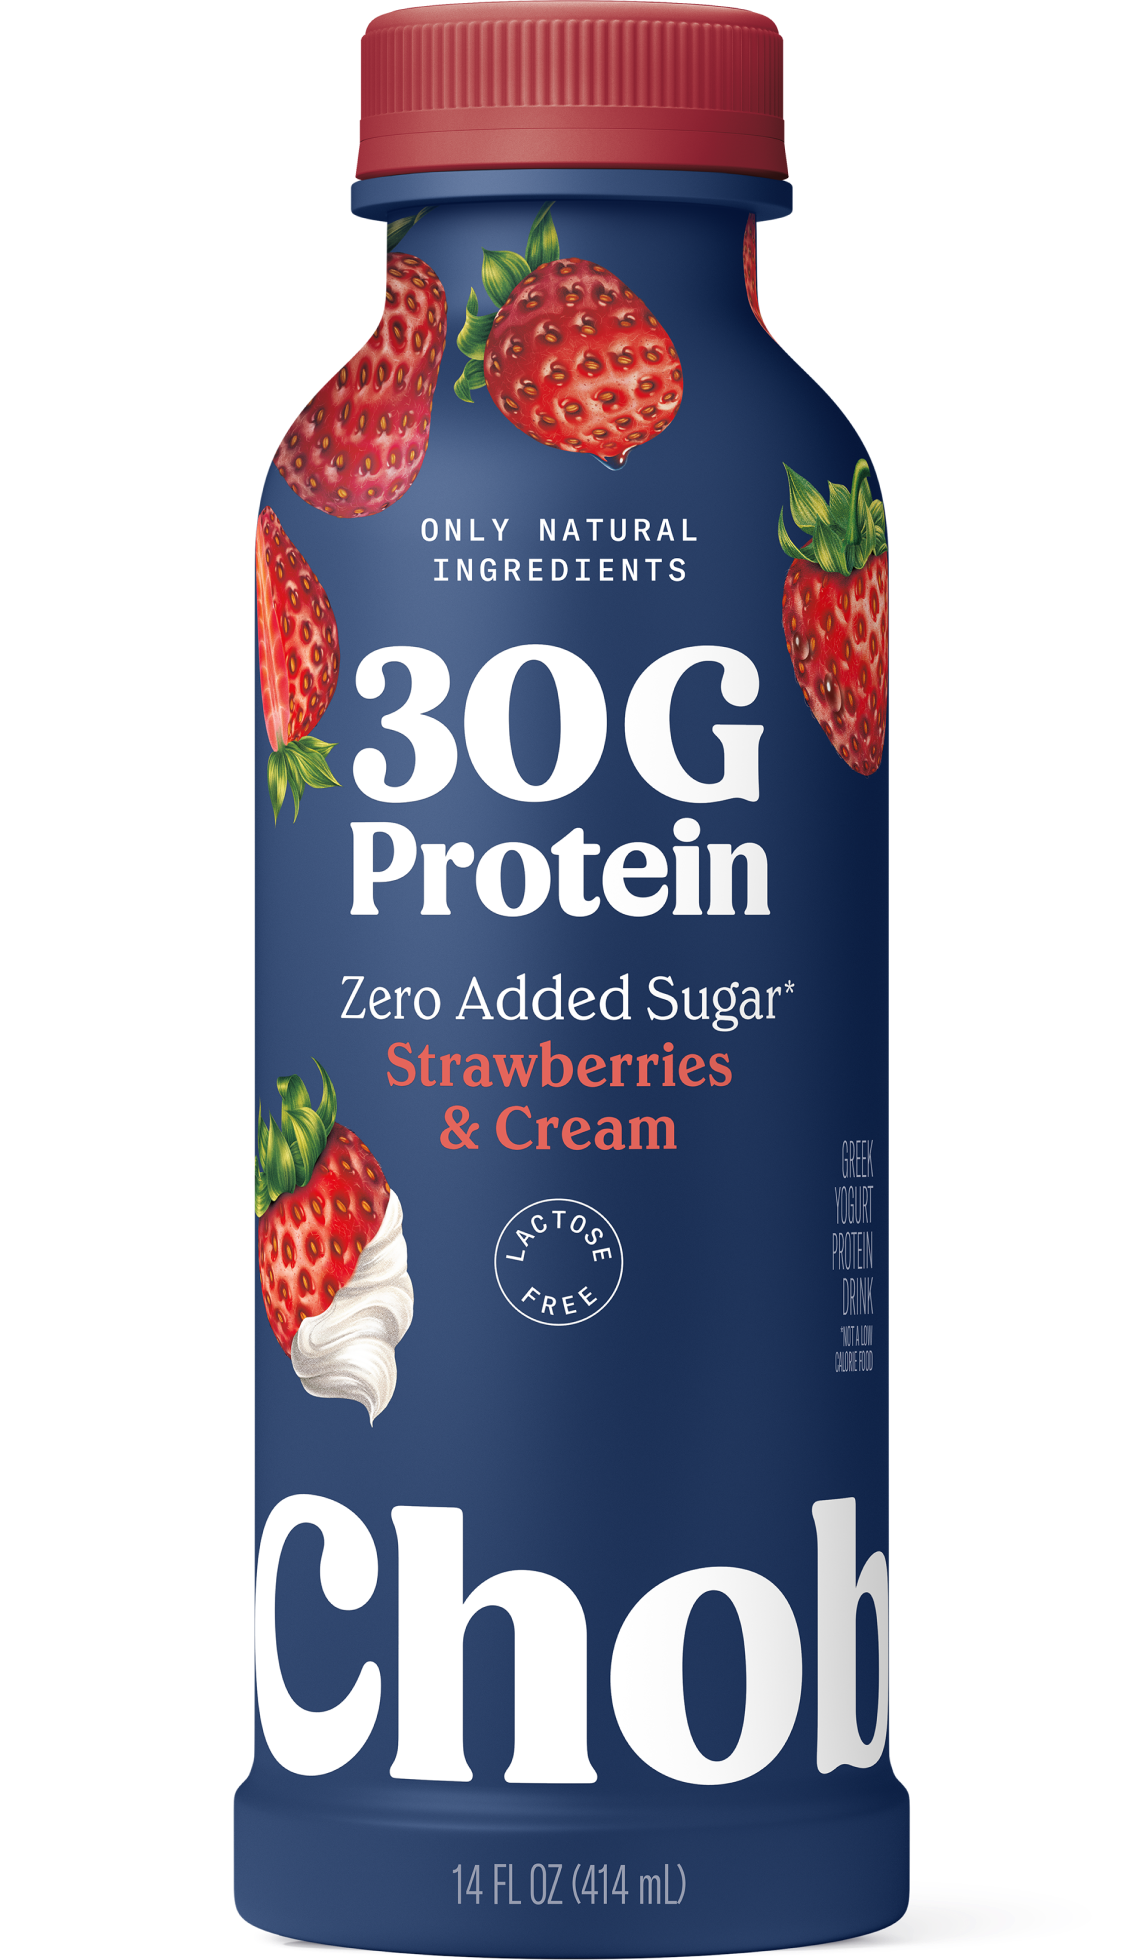 ONLY NATURAL
INGREDIENTS
30G
Protein
Zero Added Sugar*
Strawberries
& Cream
LACTOSE
FREE
GREEK
YOGURT
PROTEIN
DRINK
*NOT A LOW
CALORIE FOOD
Chob
14 FL OZ (414 mL)